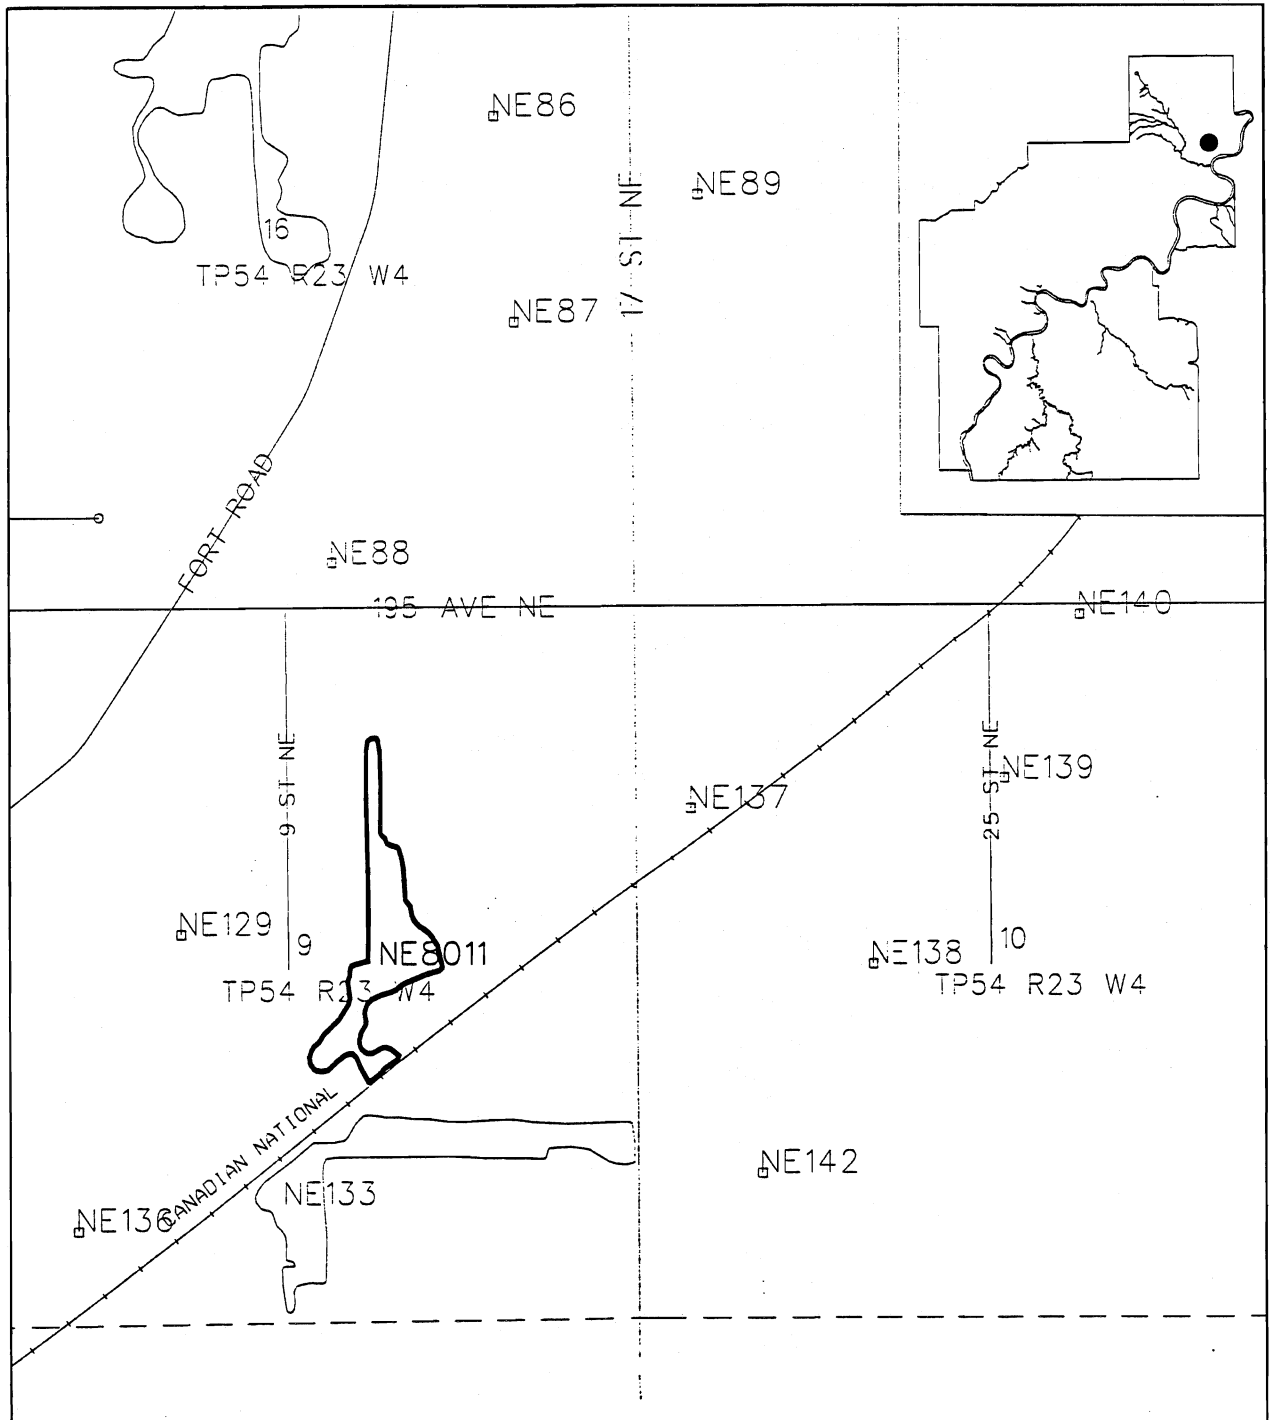 NE86
NE89
17 ST NE
16
TP54 R23 W4
NE87
FORT ROAD
NE88
195 AVE NE
NE140
9 ST NE
25 ST NE
NE139
NE137
NE129
9
NE8011
NE138
10
TP54 R23 W4
TP54 R23 W4
CANADIAN NATIONAL
NE142
NE133
NE136